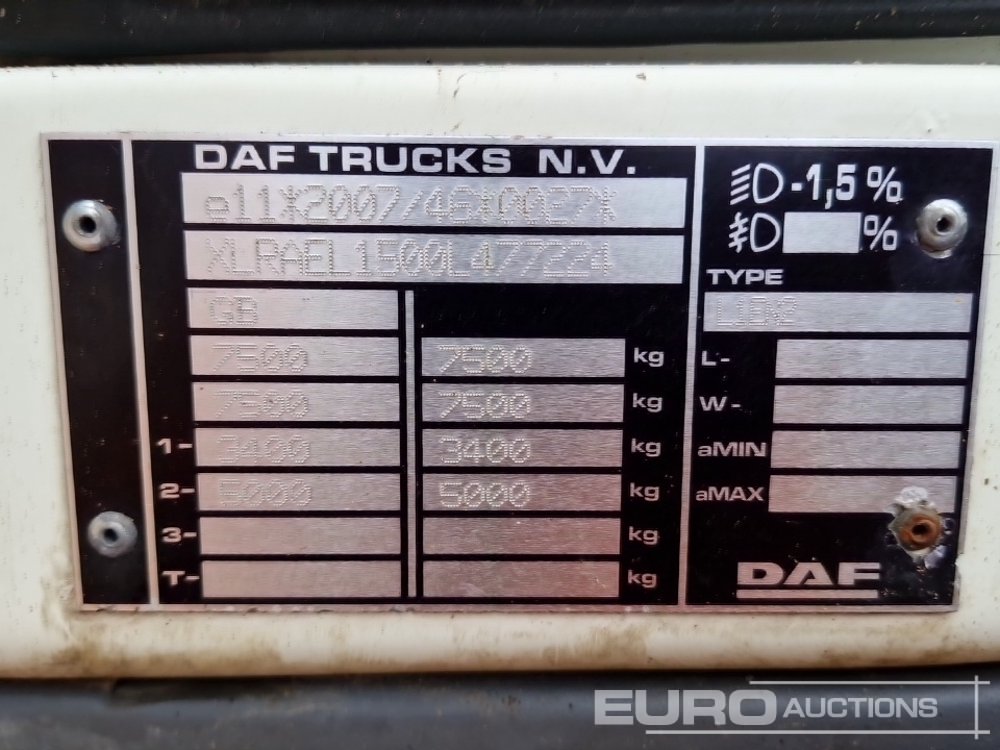 DAF TRUCKS N.V.
e11*2007/46*0027*
XLRAEL1500L477224
GB
7500 7500 kg
7500 7500 kg
1- 3400 3400 kg
2- 5000 5000 kg
3- kg
T- kg
-1,5 %
%
TYPE
L1EN2
L-
W-
aMIN
aMAX
DAF
EURO AUCTIONS